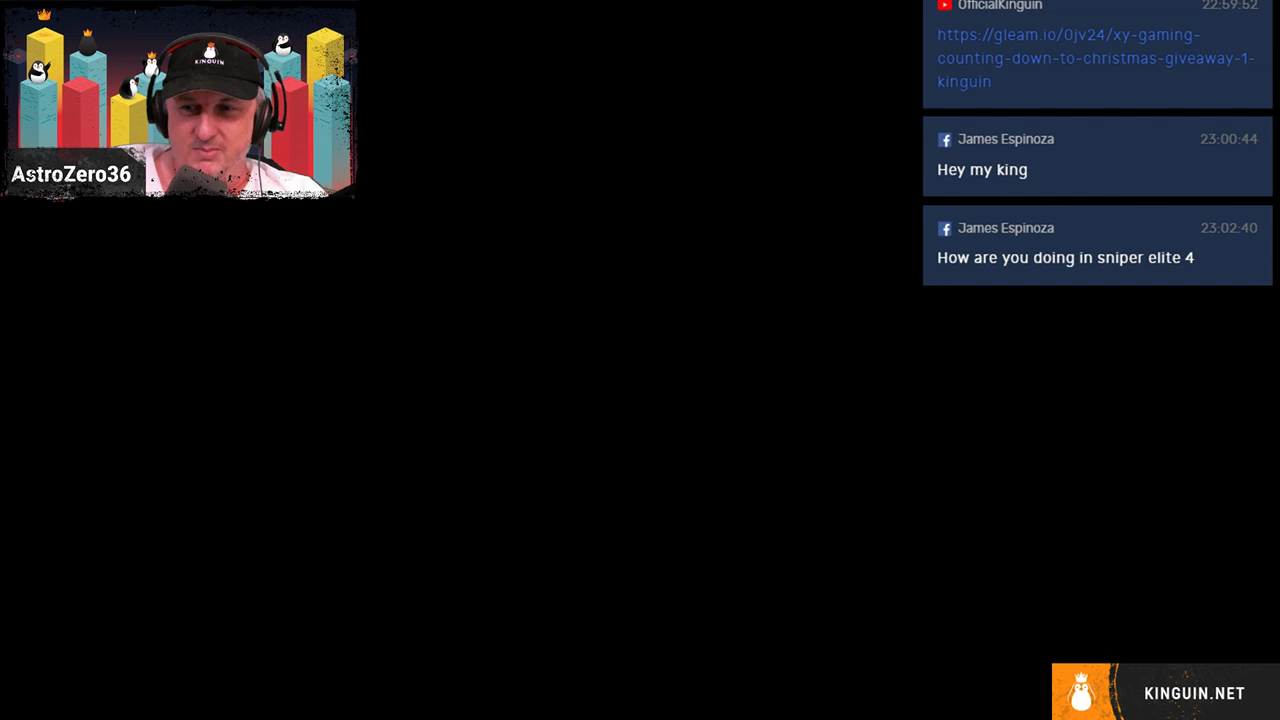 KINGUIN
AstroZero36
OfficialKinguin 22:59:52
https://gleam.io/0jv24/xy-gaming-
counting-down-to-christmas-giveaway-1-
kinguin
James Espinoza 23:00:44
Hey my king
James Espinoza 23:02:40
How are you doing in sniper elite 4
KINGUIN.NET